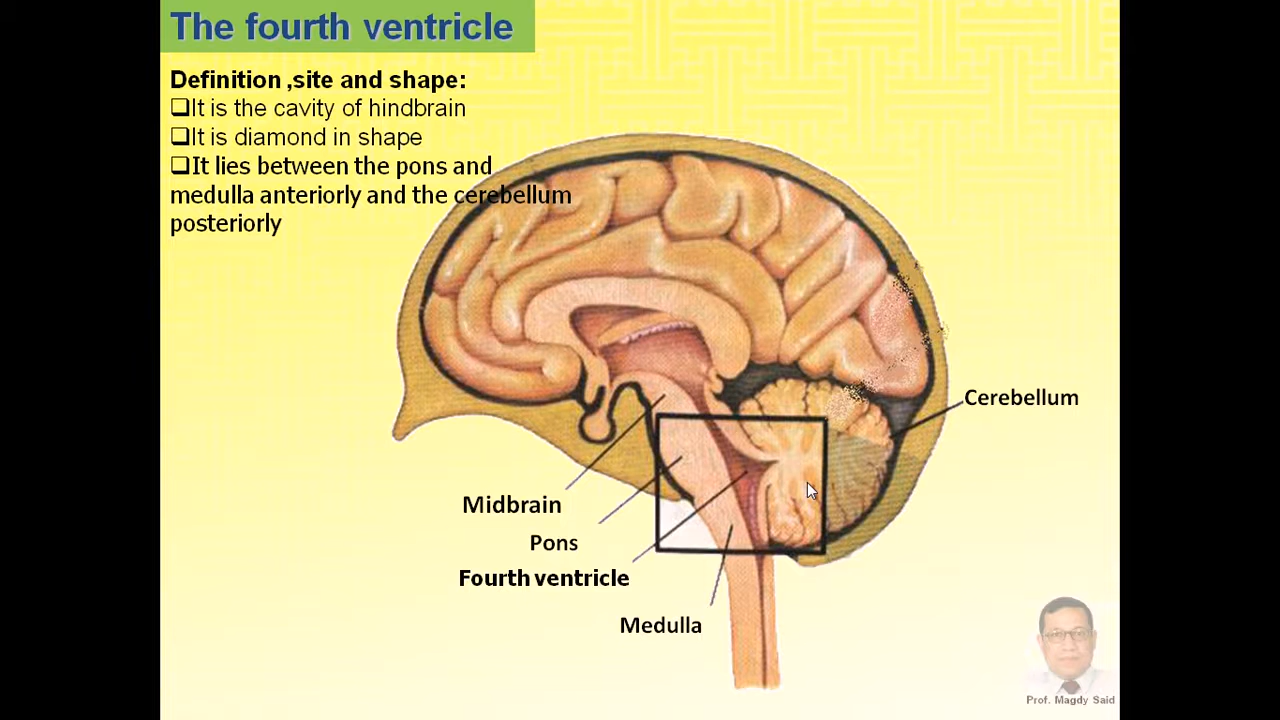 The fourth ventricle
Definition ,site and shape:
❑It is the cavity of hindbrain
❑It is diamond in shape
❑It lies between the pons and
medulla anteriorly and the cerebellum
posteriorly
Cerebellum
Midbrain
Pons
Fourth ventricle
Medulla
Prof. Magdy Said